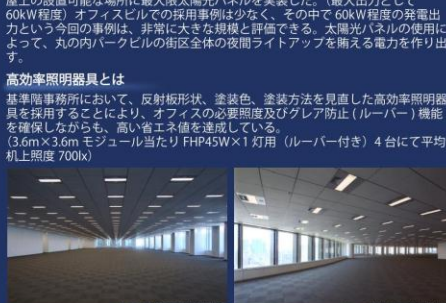 屋上の設置可能な場所に最大限太陽光パネルを実装した。（最大出力として
60kW程度）オフィスビルでの採用事例は少なく、その中で 60kW程度の発電出
力という今回の事例は、非常に大きな規模と評価できる。太陽光パネルの使用に
よって、丸の内パークビルの街区全体の夜間ライトアップを賄える電力を作り出
す。
高効率照明器具とは
基準階事務所において、反射板形状、塗装色、塗装方法を見直した高効率照明器
具を採用することにより、オフィスの必要照度及びグレア防止 ( ルーバー ) 機能
を確保しながらも、高い省エネ値を達成している。
（3.6m×3.6m モジュール当たり FHP45W×1 灯用（ルーバー付き）4 台にて平均
机上照度 700lx）